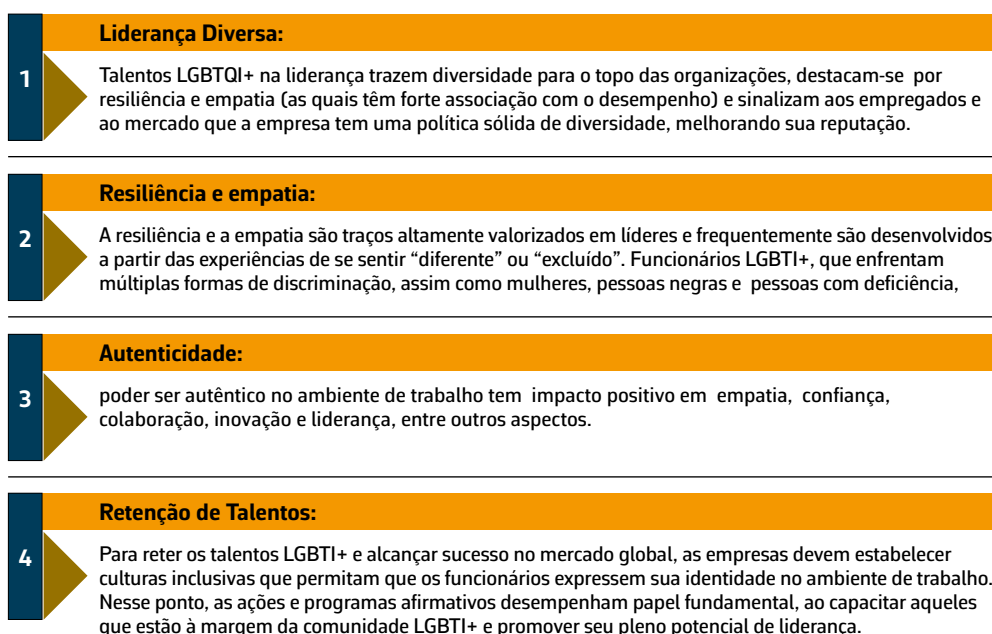 Liderança Diversa:
1
Talentos LGBTQI+ na liderança trazem diversidade para o topo das organizações, destacam-se por
resiliência e empatia (as quais têm forte associação com o desempenho) e sinalizam aos empregados e
ao mercado que a empresa tem uma política sólida de diversidade, melhorando sua reputação.
Resiliência e empatia:
2
A resiliência e a empatia são traços altamente valorizados em líderes e frequentemente são desenvolvidos
a partir das experiências de se sentir “diferente” ou “excluído”. Funcionários LGBTI+, que enfrentam
múltiplas formas de discriminação, assim como mulheres, pessoas negras e pessoas com deficiência,
Autenticidade:
3
poder ser autêntico no ambiente de trabalho tem impacto positivo em empatia, confiança,
colaboração, inovação e liderança, entre outros aspectos.
Retenção de Talentos:
4
Para reter os talentos LGBTI+ e alcançar sucesso no mercado global, as empresas devem estabelecer
culturas inclusivas que permitam que os funcionários expressem sua identidade no ambiente de trabalho.
Nesse ponto, as ações e programas afirmativos desempenham papel fundamental, ao capacitar aqueles
que estão à margem da comunidade LGBTI+ e promover seu pleno potencial de liderança.